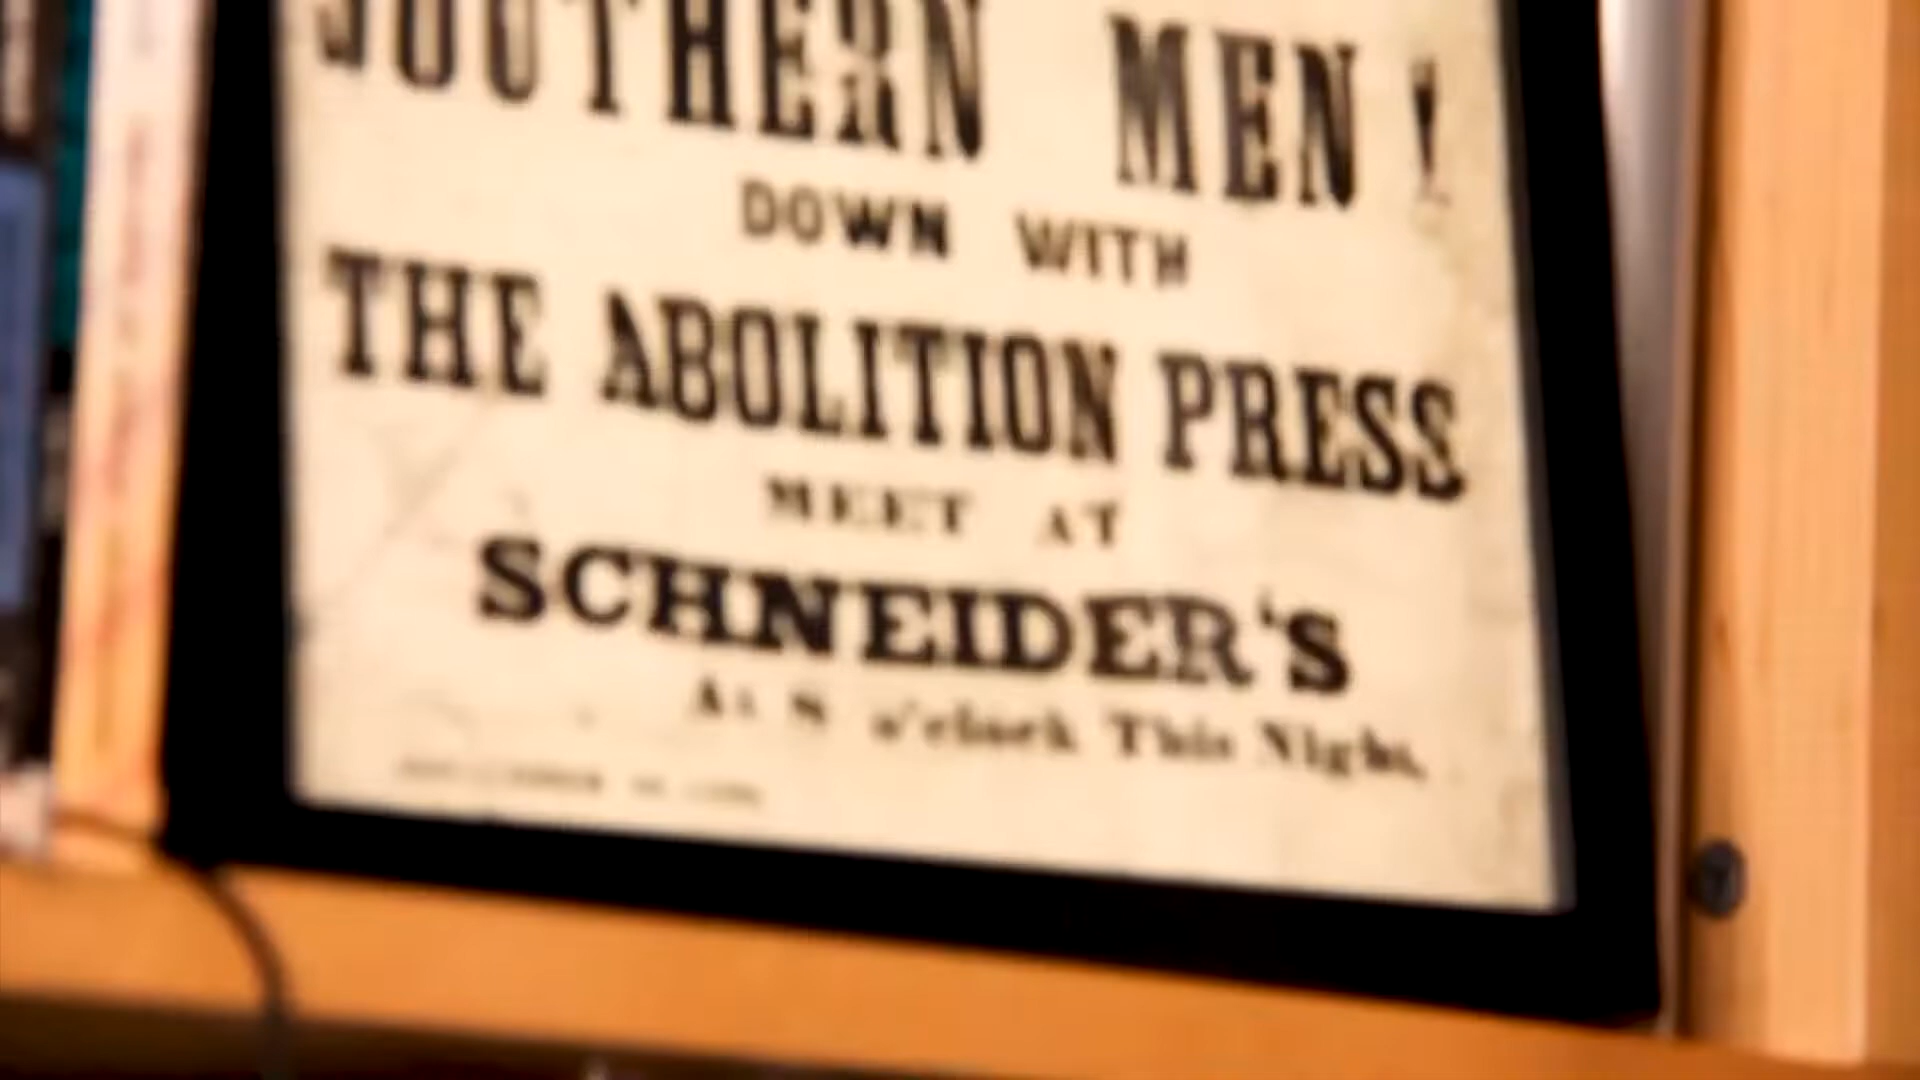 SOUTHERN MEN!
DOWN WITH
THE ABOLITION PRESS
MEET AT
SCHNEIDER'S
At 8 o'clock This Night,